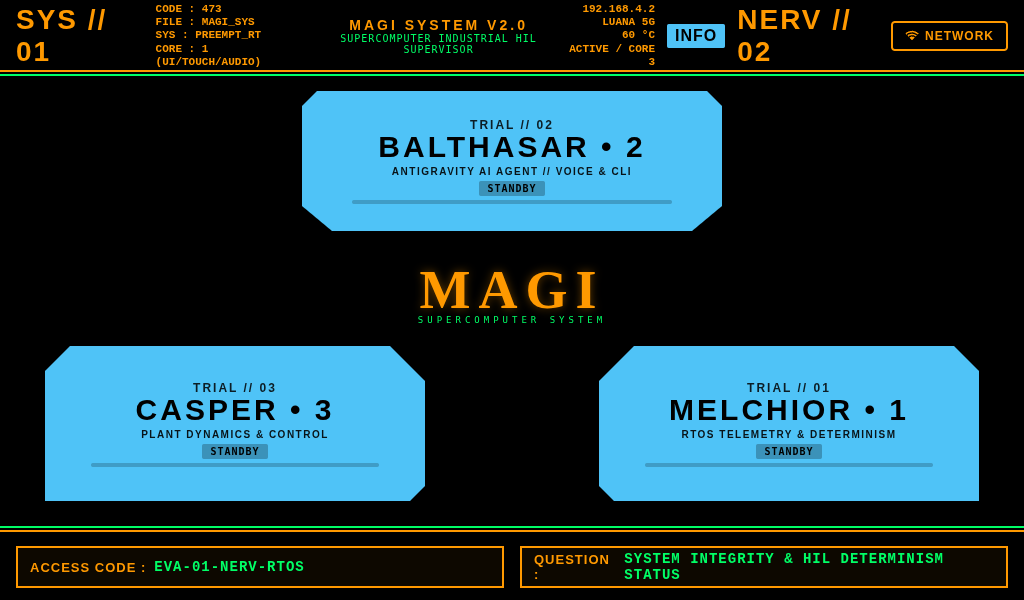 SYS // 01
CODE : 473
FILE : MAGI_SYS
SYS : PREEMPT_RT
CORE : 1
(UI/TOUCH/AUDIO)
MAGI SYSTEM V2.0
SUPERCOMPUTER INDUSTRIAL HIL
SUPERVISOR
192.168.4.2
LUANA 5G
60 °C
ACTIVE / CORE
3
INFO
NERV // 02
NETWORK
TRIAL // 02
BALTHASAR • 2
ANTIGRAVITY AI AGENT // VOICE & CLI
STANDBY
MAGI
SUPERCOMPUTER SYSTEM
TRIAL // 03
CASPER • 3
PLANT DYNAMICS & CONTROL
STANDBY
TRIAL // 01
MELCHIOR • 1
RTOS TELEMETRY & DETERMINISM
STANDBY
ACCESS CODE : EVA-01-NERV-RTOS
QUESTION : SYSTEM INTEGRITY & HIL DETERMINISM
STATUS